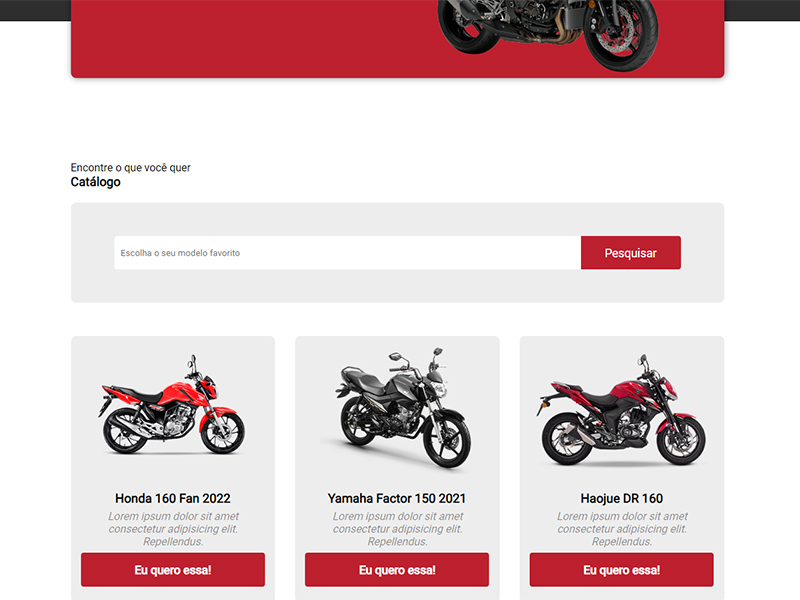 Encontre o que você quer
Catálogo
Escolha o seu modelo favorito
Pesquisar
Honda 160 Fan 2022
Lorem ipsum dolor sit amet
consectetur adipisicing elit.
Repellendus.
Eu quero essa!
Yamaha Factor 150 2021
Lorem ipsum dolor sit amet
consectetur adipisicing elit.
Repellendus.
Eu quero essa!
Haojue DR 160
Lorem ipsum dolor sit amet
consectetur adipisicing elit.
Repellendus.
Eu quero essa!